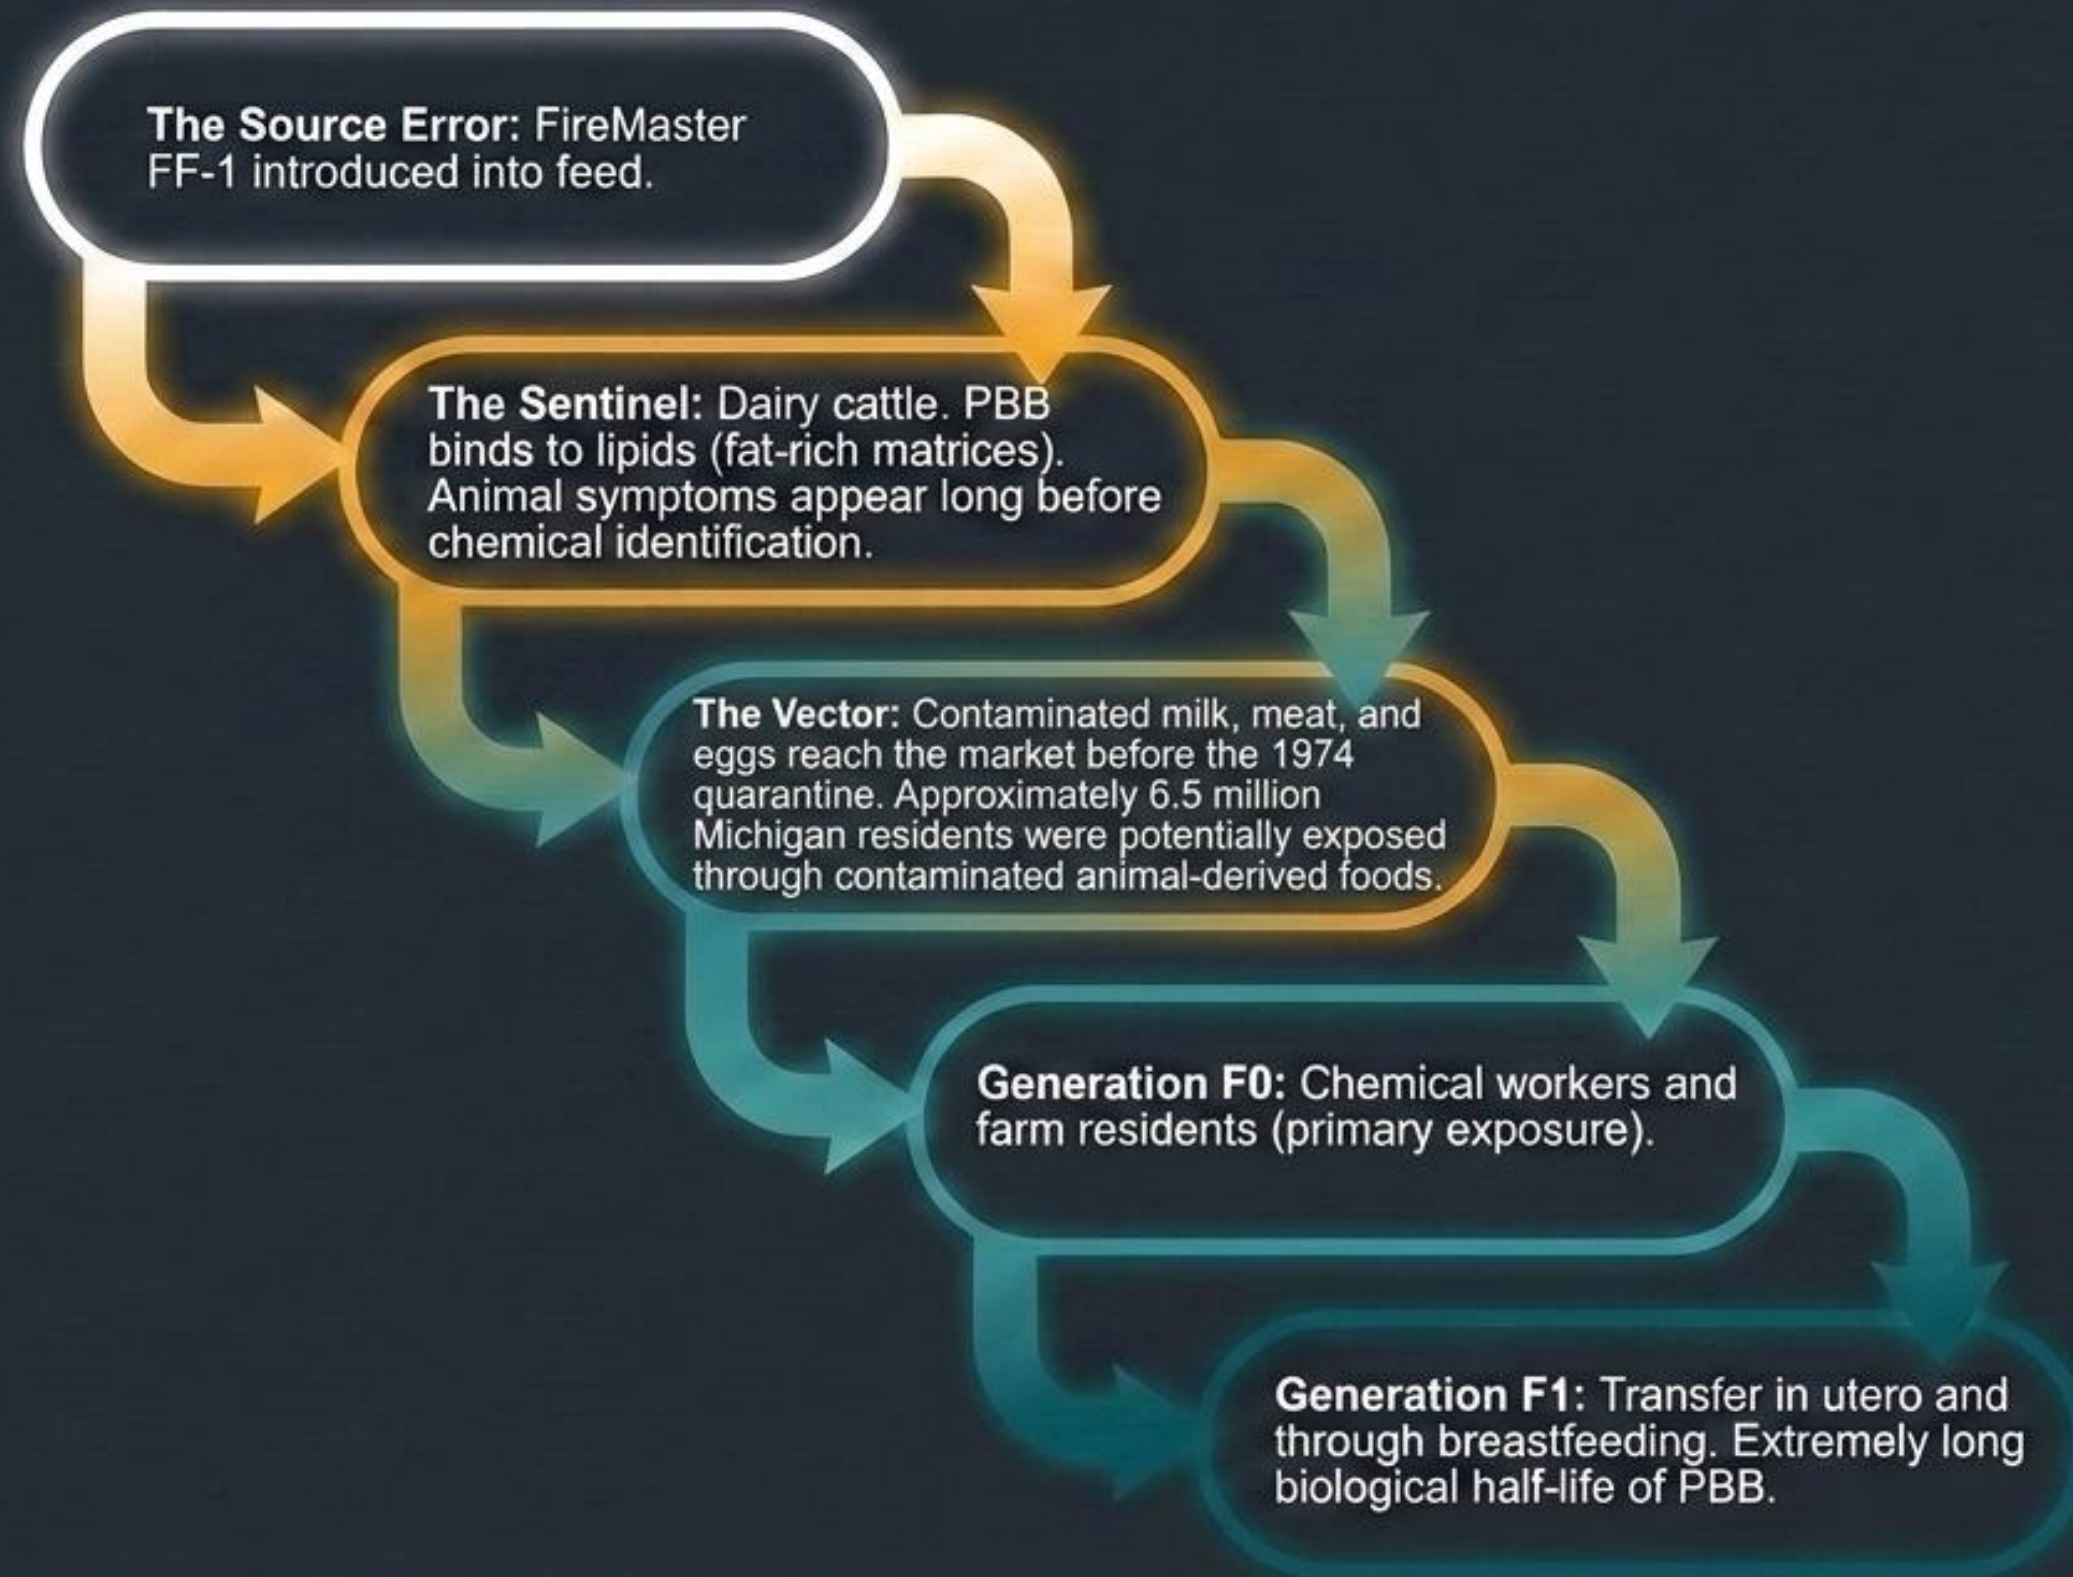 The Source Error: FireMaster
FF-1 introduced into feed.
The Sentinel: Dairy cattle. PBB
binds to lipids (fat-rich matrices).
Animal symptoms appear long before
chemical identification.
The Vector: Contaminated milk, meat, and
eggs reach the market before the 1974
quarantine. Approximately 6.5 million
Michigan residents were potentially exposed
through contaminated animal-derived foods.
Generation F0: Chemical workers and
farm residents (primary exposure).
Generation F1: Transfer in utero and
through breastfeeding. Extremely long
biological half-life of PBB.